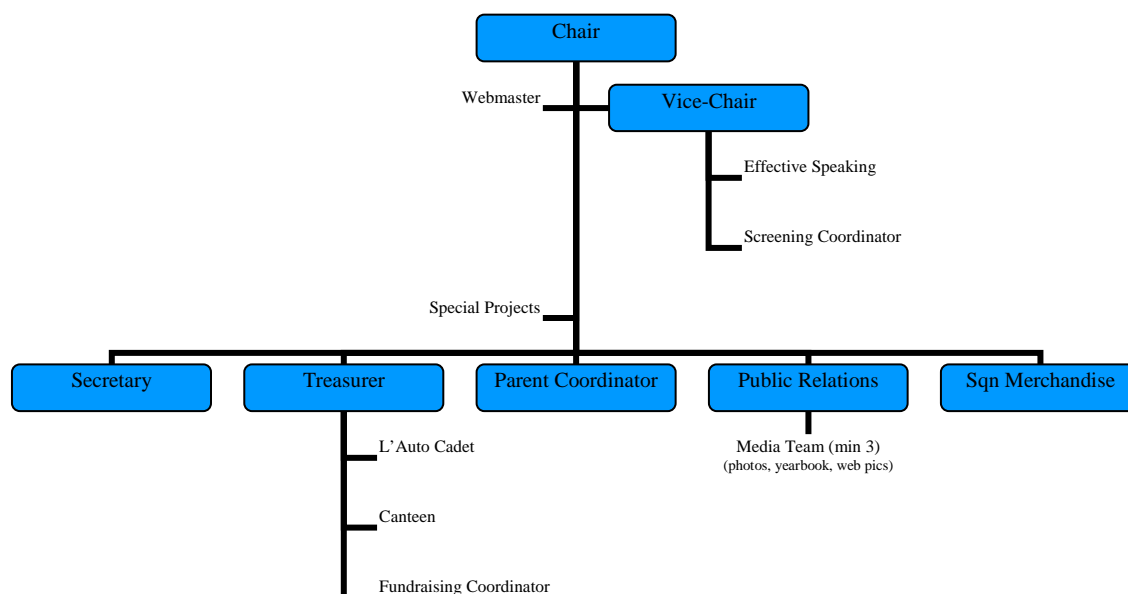 Chair
Webmaster
Vice-Chair
Effective Speaking
Screening Coordinator
Special Projects
Secretary
Treasurer
Parent Coordinator
Public Relations
Sqn Merchandise
L’Auto Cadet
Media Team (min 3)
(photos, yearbook, web pics)
Canteen
Fundraising Coordinator